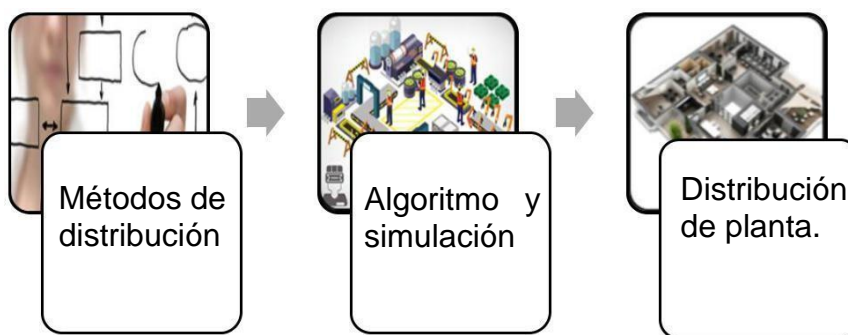 Métodos de
distribución
Algoritmo y
simulación
Distribución
de planta.